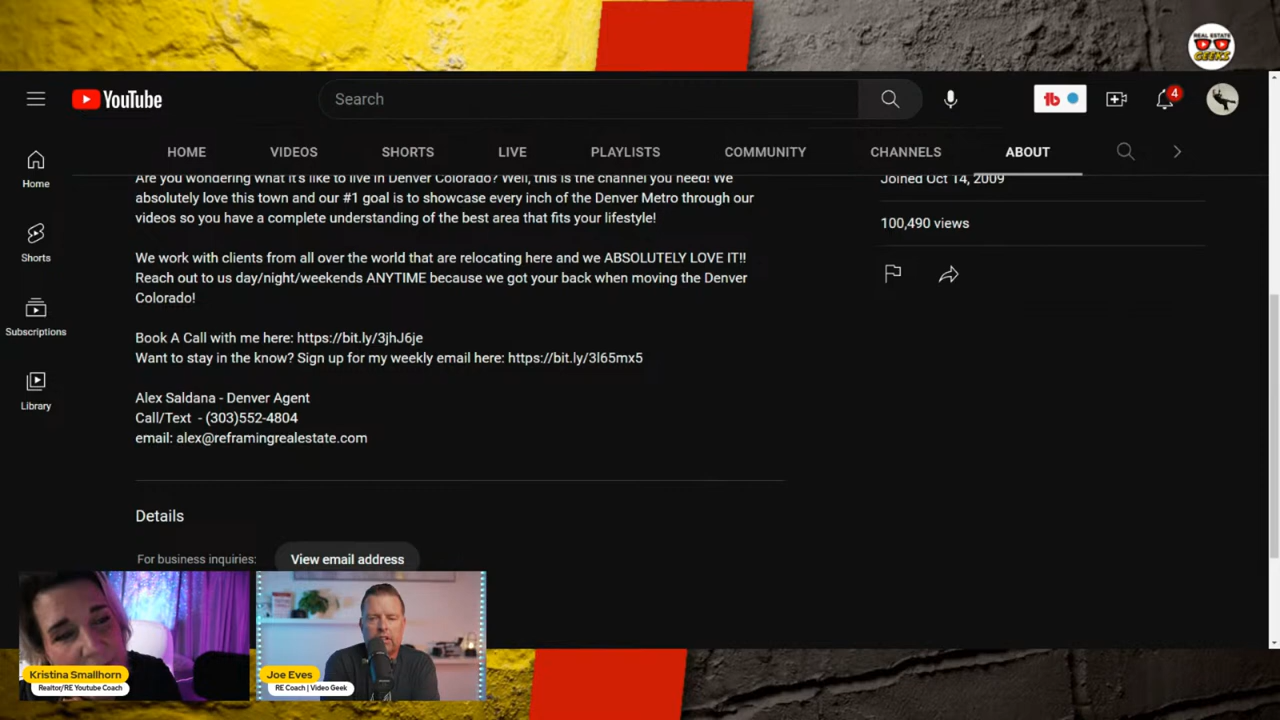 REAL ESTATE
GEEKS
YouTube
Search
tb
4
HOME
VIDEOS
SHORTS
LIVE
PLAYLISTS
COMMUNITY
CHANNELS
ABOUT
Home
Shorts
Subscriptions
Library
Are you wondering what it's like to live in Denver Colorado? Well, this is the channel you need! We
absolutely love this town and our #1 goal is to showcase every inch of the Denver Metro through our
videos so you have a complete understanding of the best area that fits your lifestyle!
We work with clients from all over the world that are relocating here and we ABSOLUTELY LOVE IT!!
Reach out to us day/night/weekends ANYTIME because we got your back when moving the Denver
Colorado!
Book A Call with me here: https://bit.ly/3jhJ6je
Want to stay in the know? Sign up for my weekly email here: https://bit.ly/3l65mx5
Alex Saldana - Denver Agent
Call/Text - (303)552-4804
email: alex@reframingrealestate.com
Joined Oct 14, 2009
100,490 views
Details
For business inquiries:
View email address
Kristina Smallhorn
Realtor/RE Youtube Coach
Joe Eves
RE Coach | Video Geek